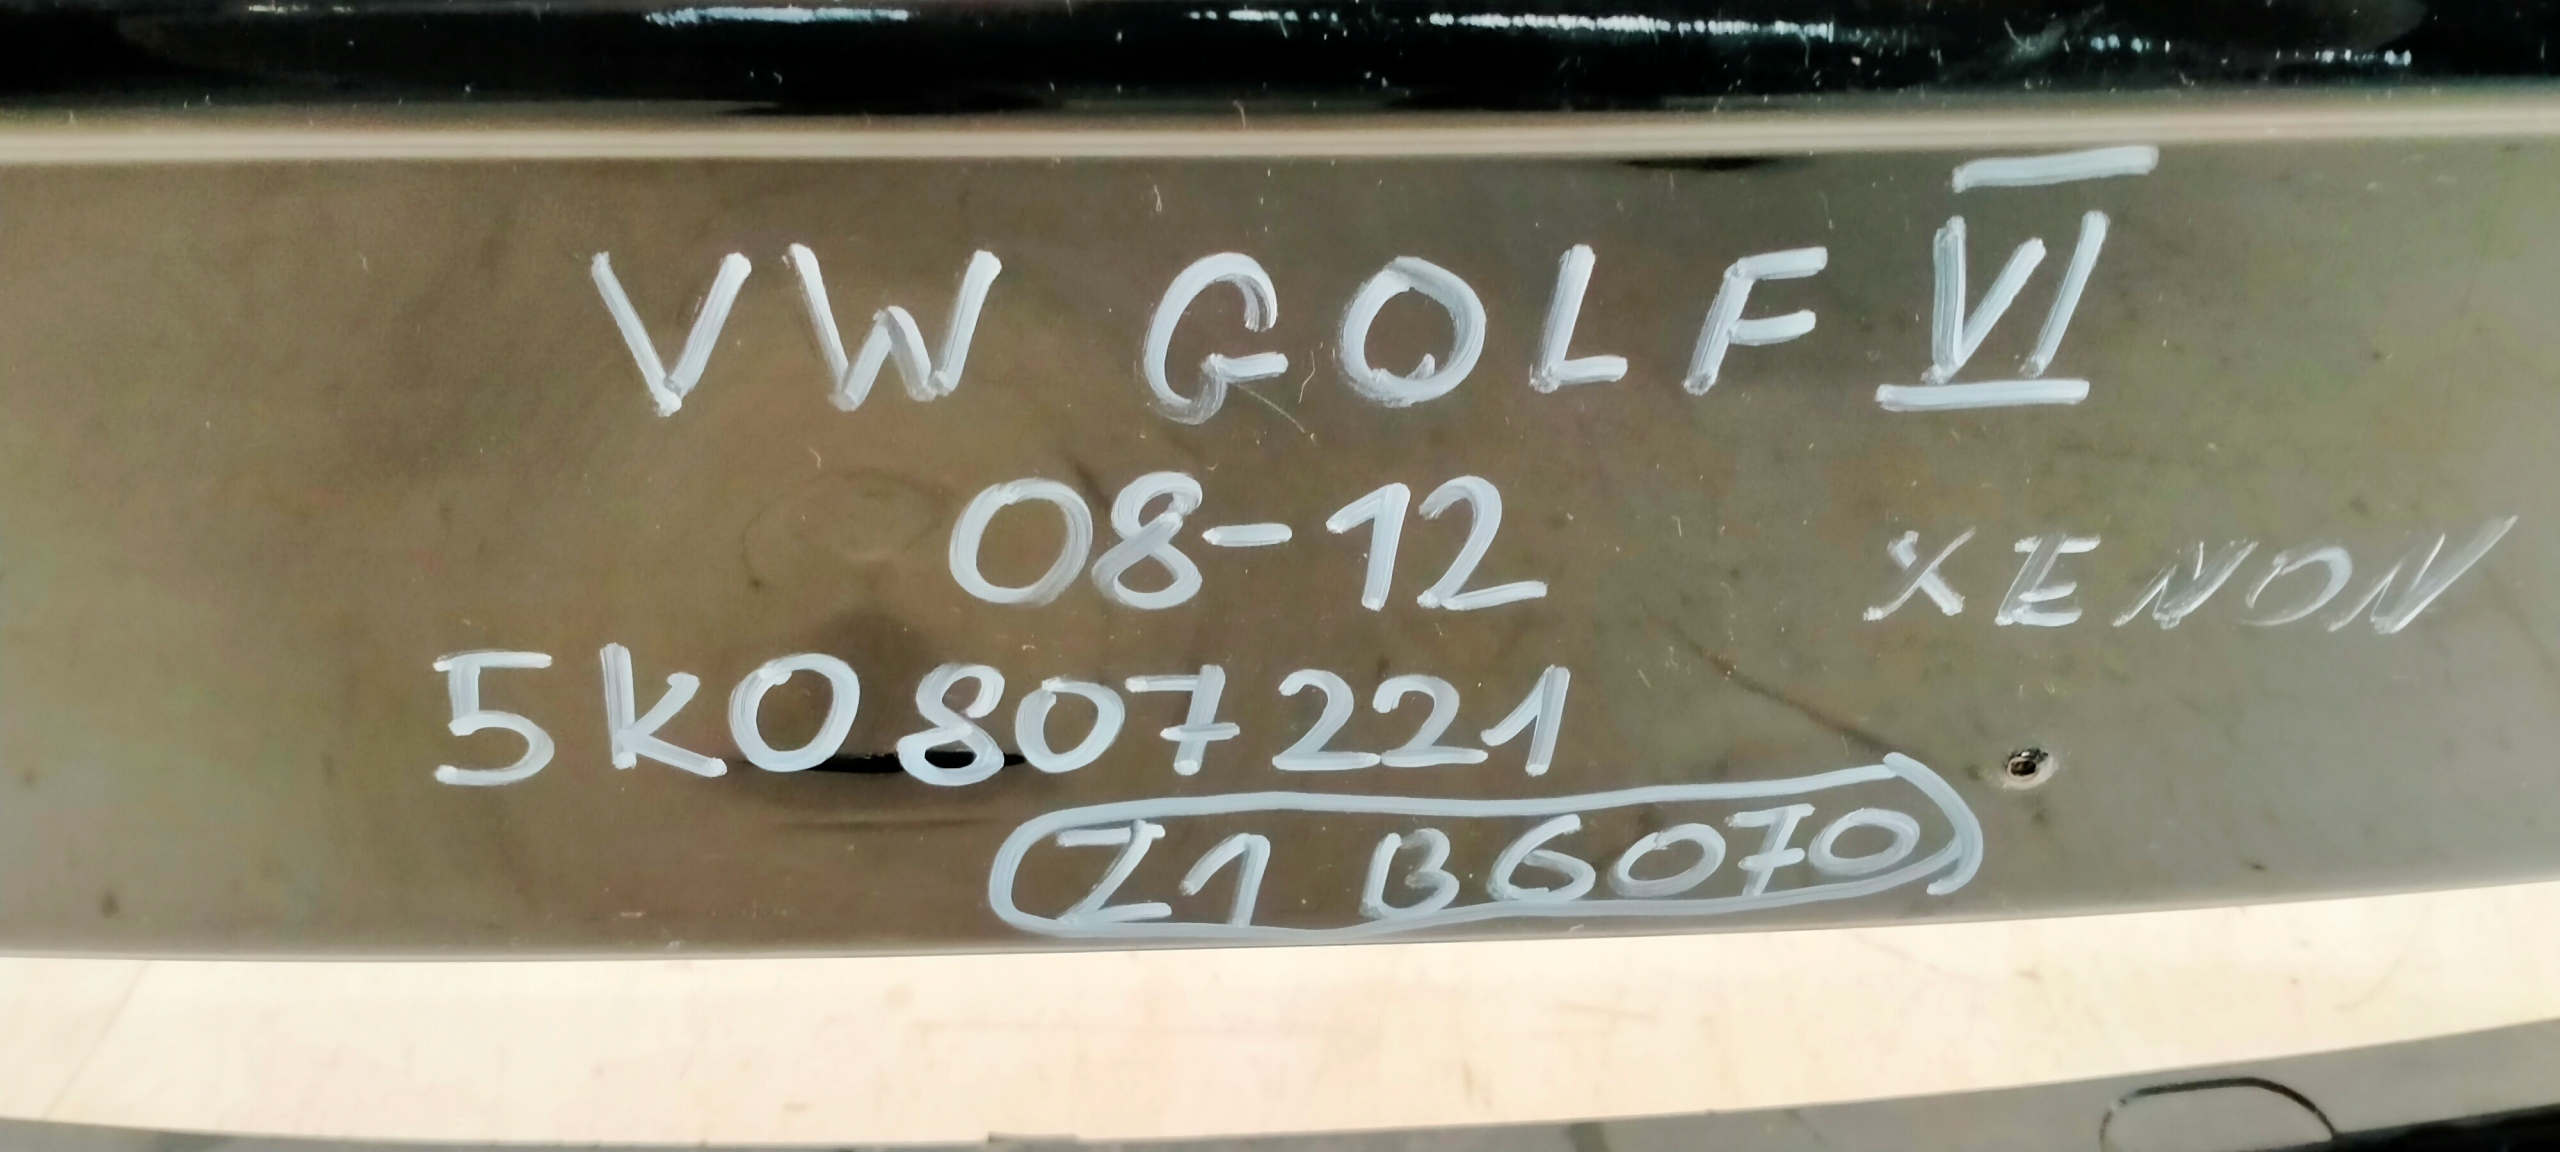 VW GOLF VI
08-12
XENON
5K0807221
Z1 B6070